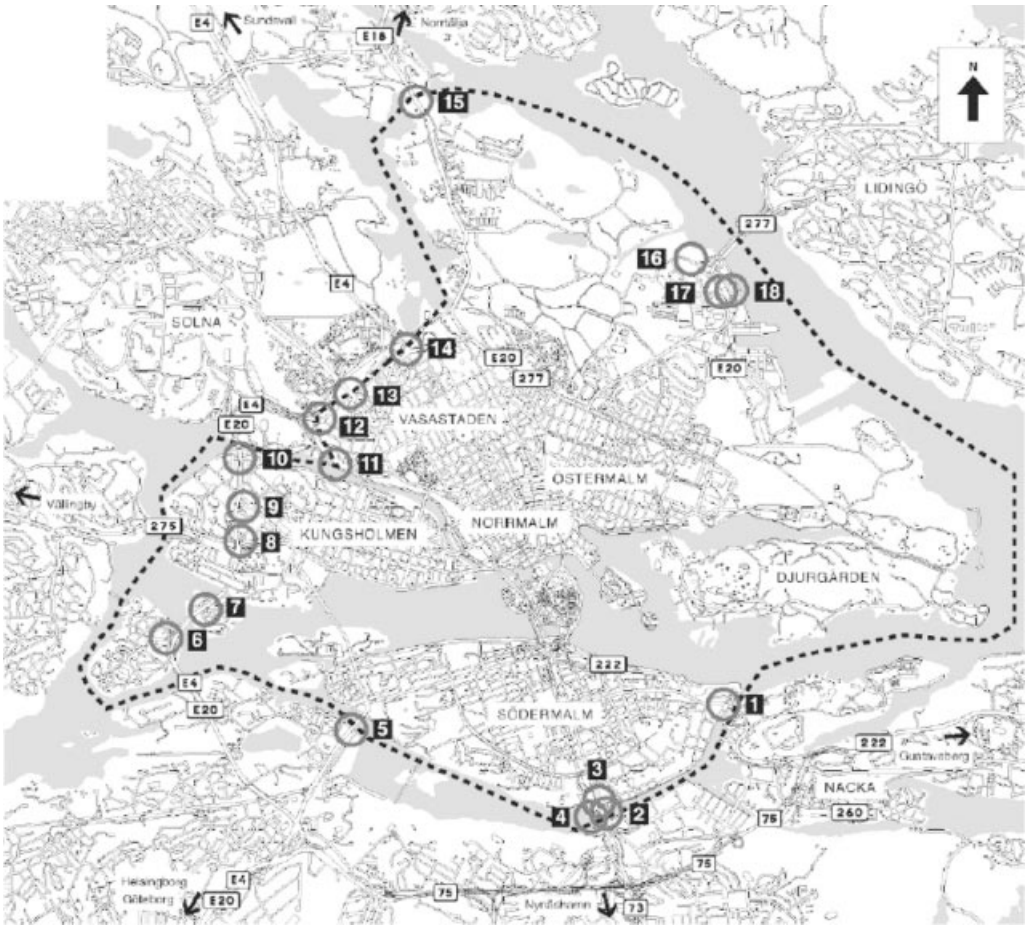 E4
Sundsvall
E18
Norrtälje
N
15
LIDINGÖ
277
16
17
18
E4
SOLNA
14
E20
277
E20
13
E4
12
VASASTADEN
E20
10
11
ÖSTERMALM
Vällingby
9
275
KUNGSHOLMEN
NORRMALM
8
DJURGÅRDEN
7
6
222
E4
E20
1
SÖDERMALM
5
222
Gustavsberg
3
NACKA
4
2
260
75
75
E4
Helsingborg
Göteborg
E20
75
Nynäshamn
73